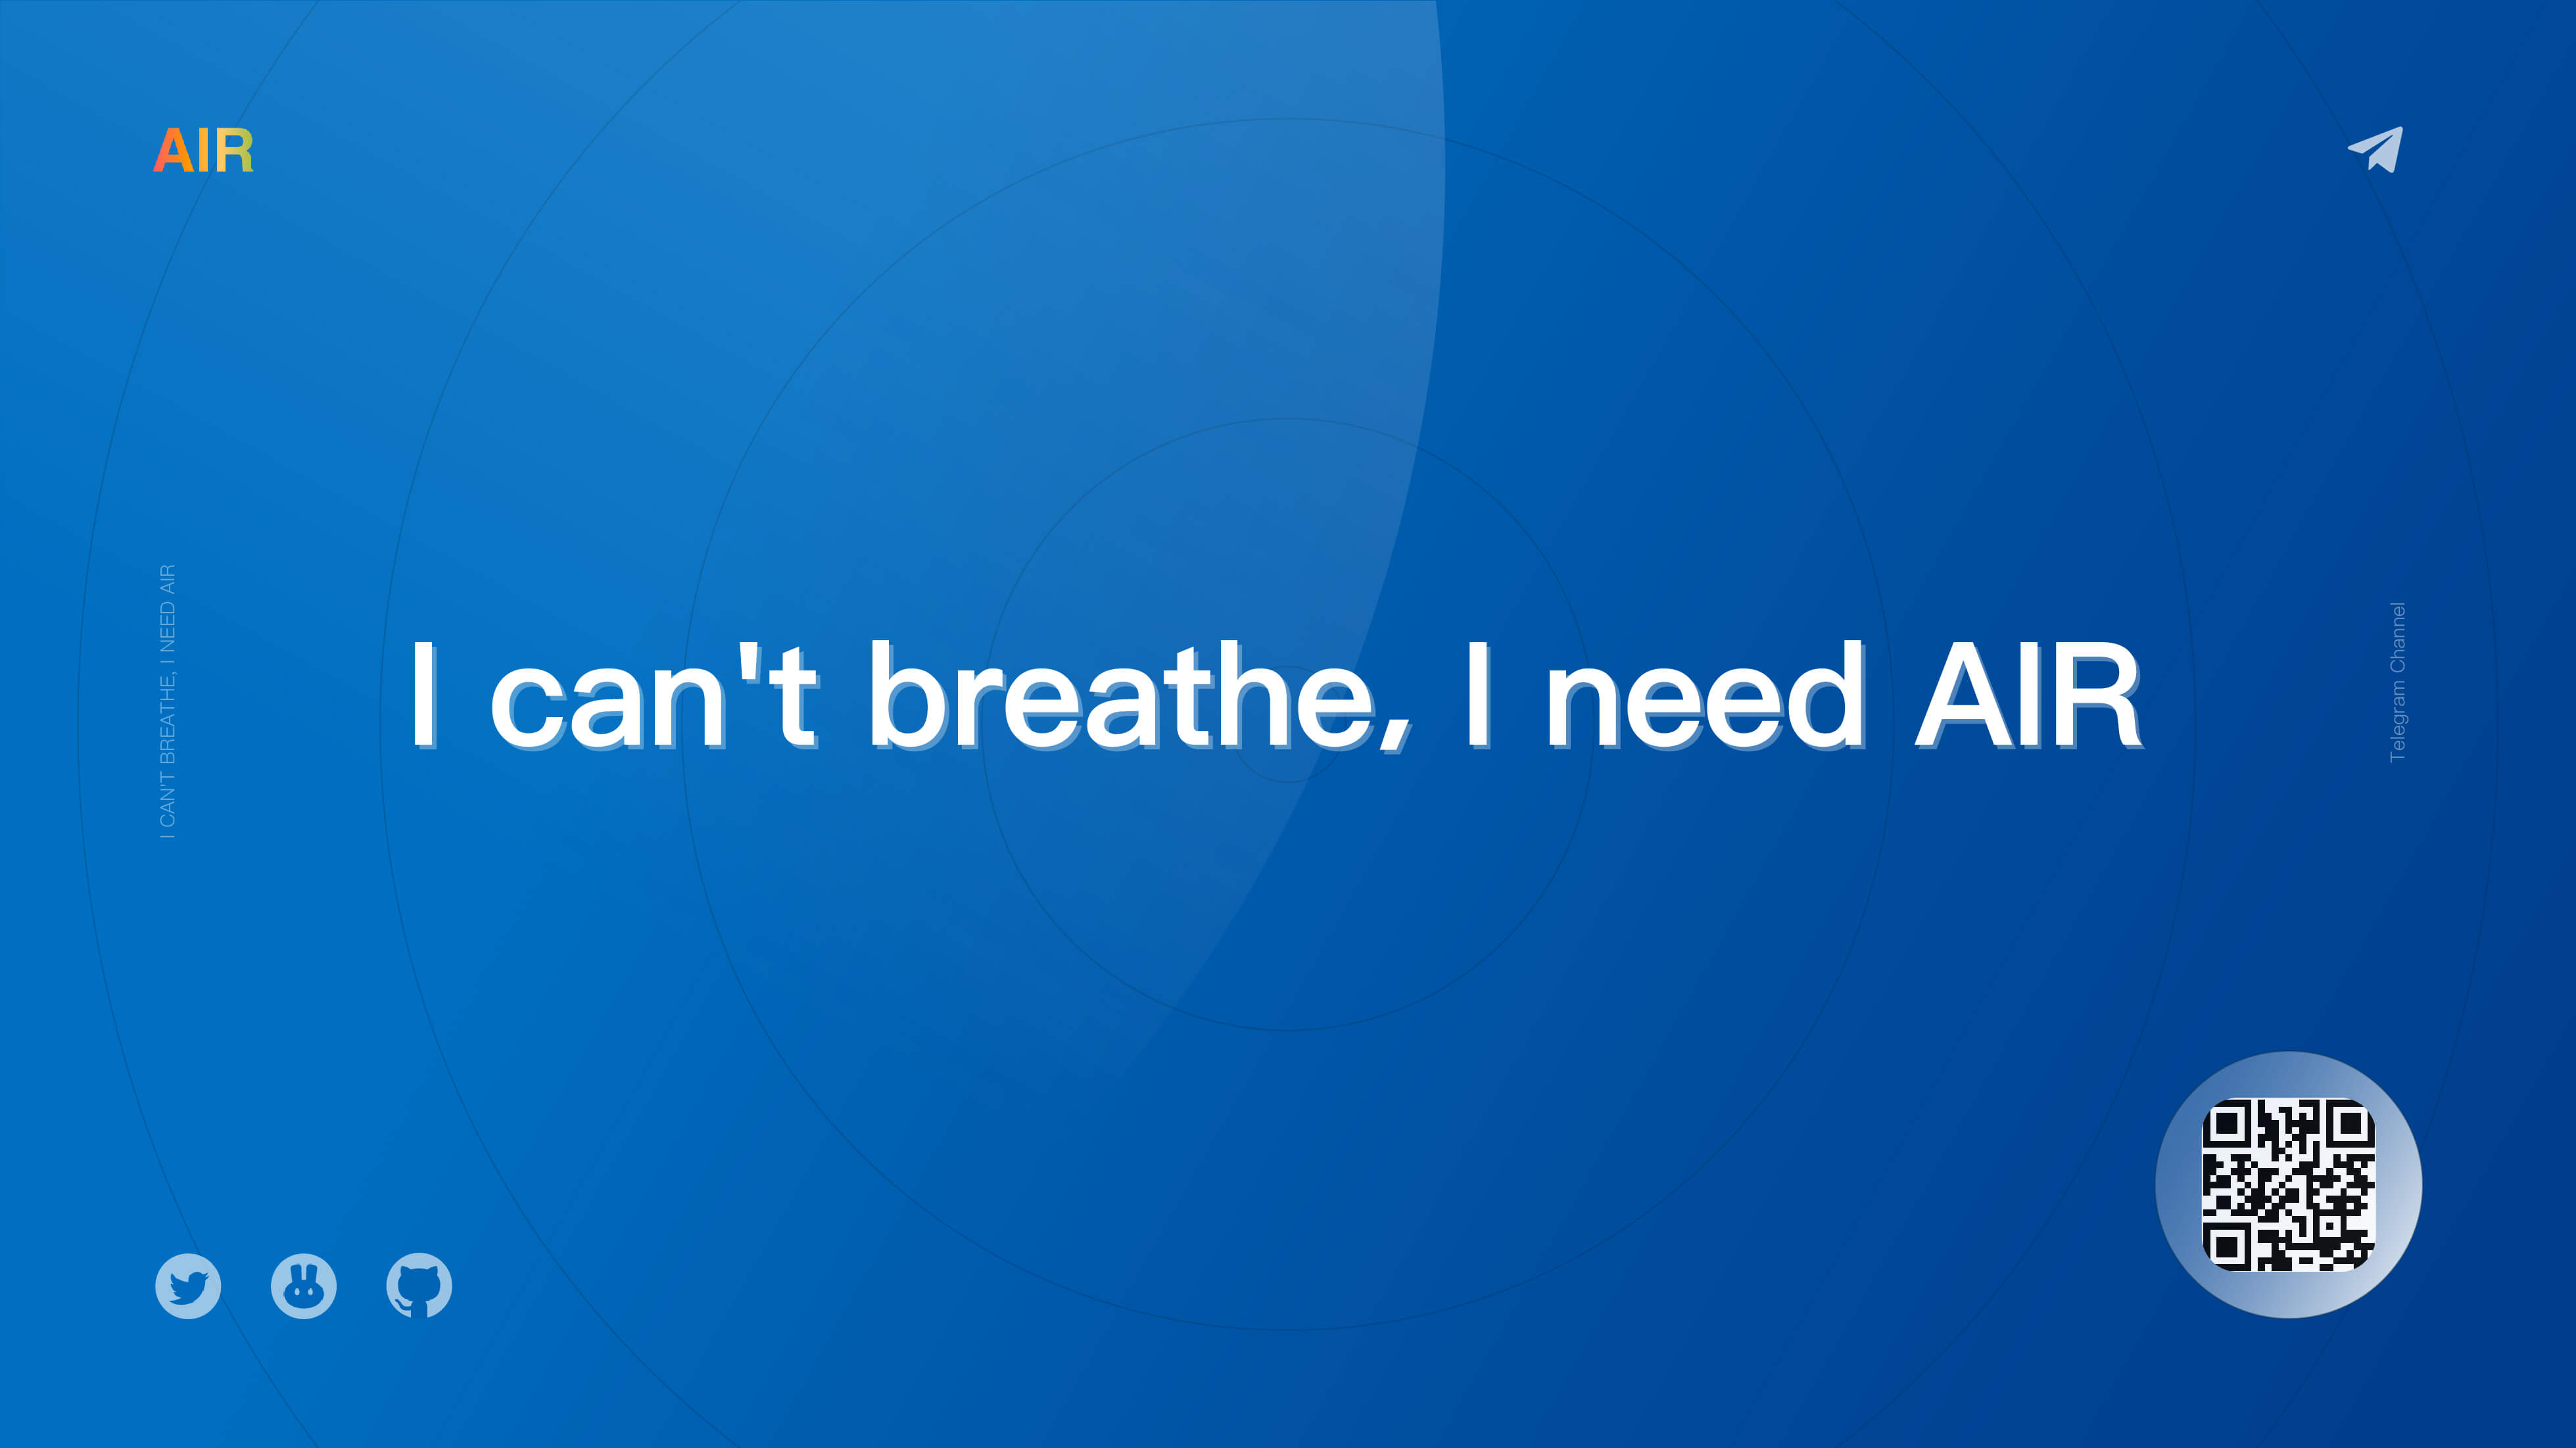 AIR
I CAN'T BREATHE, I NEED AIR
I can't breathe, I need AIR
Telegram Channel